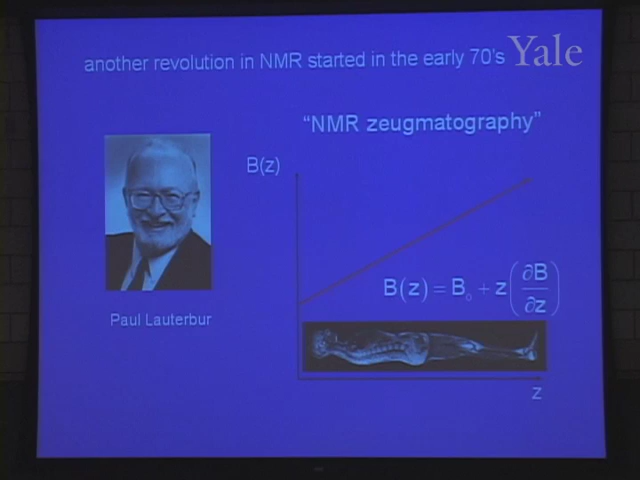 another revolution in NMR started in the early 70's
Yale
"NMR zeugmatography"
B(z)
B(z) = B₀ + z(∂B/∂z)
Paul Lauterbur
z